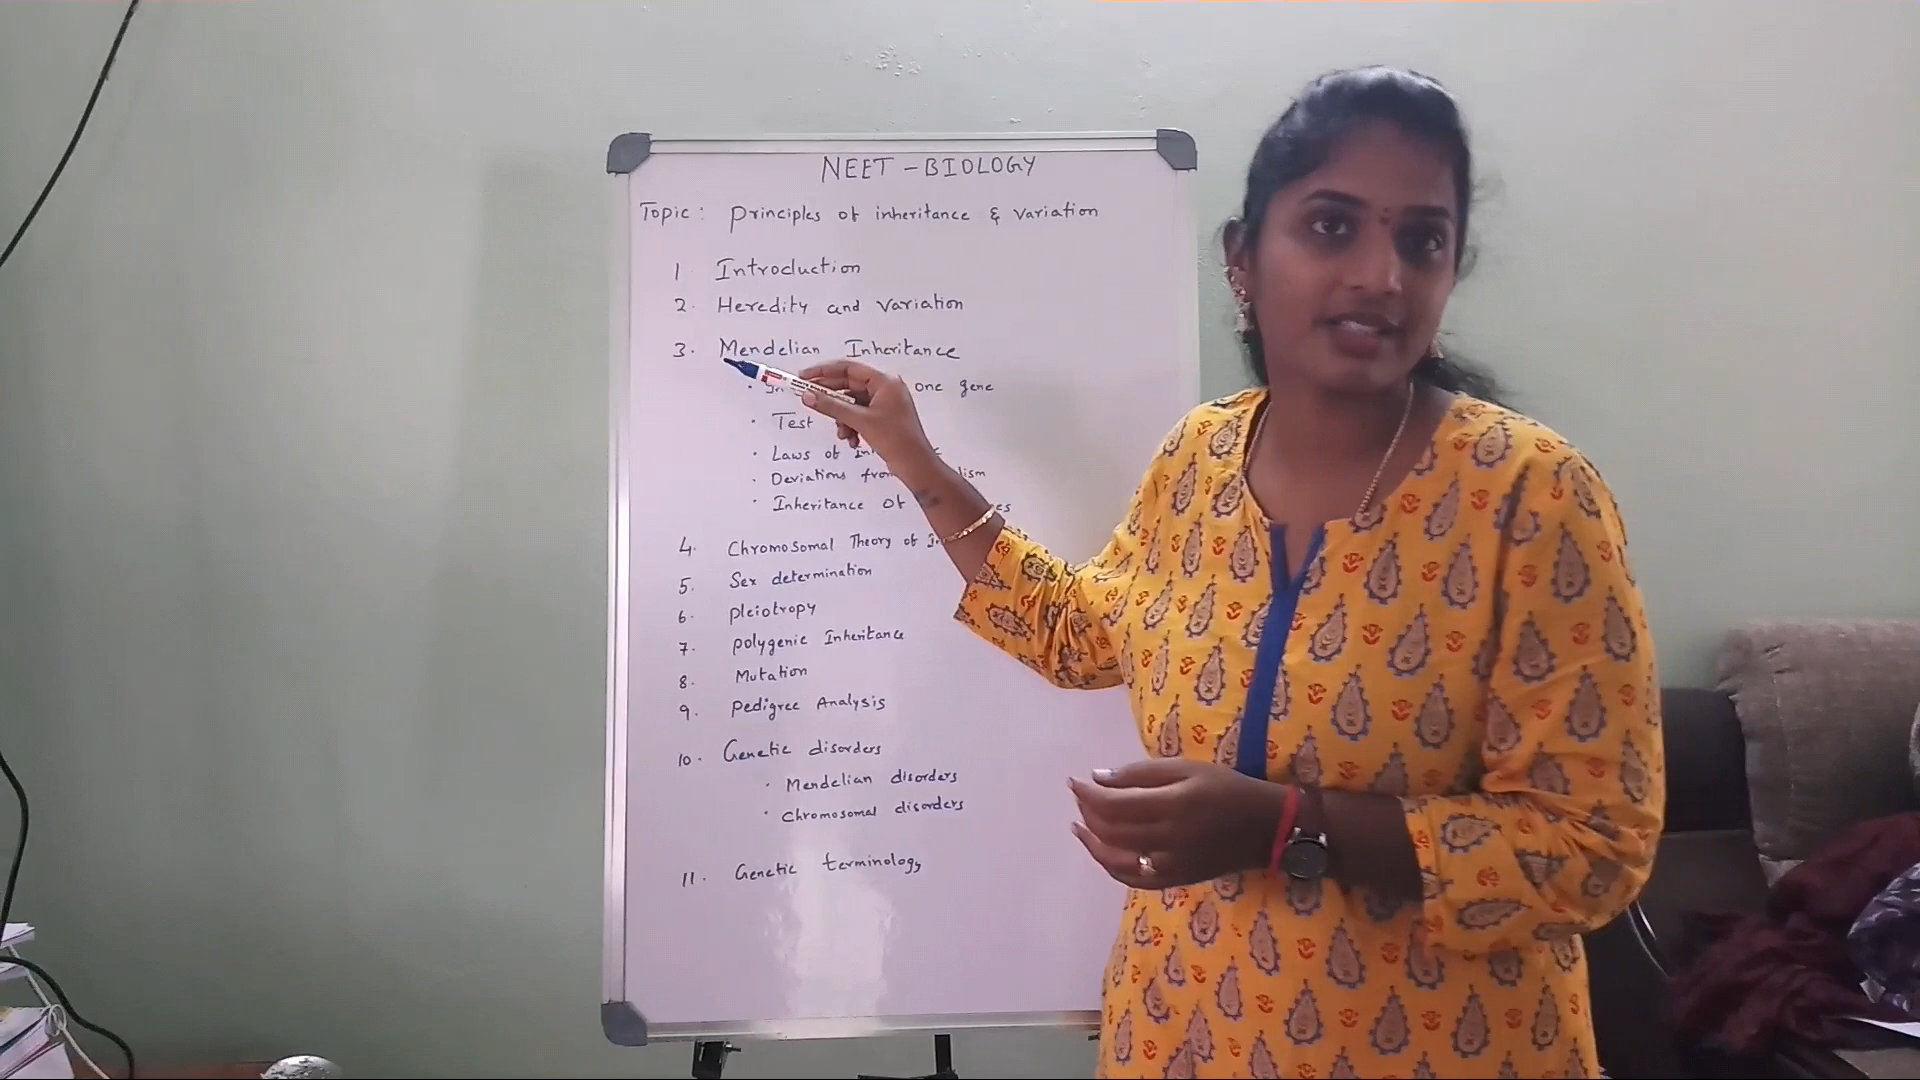 NEET - BIOLOGY
Topic: Principles of inheritance & variation
1. Introduction
2. Heredity and variation
3. Mendelian Inheritance
• one gene
• Test
• Laws of
• Deviations
• Inheritance of
4. Chromosomal Theory of
5. Sex determination
6. pleiotropy
7. polygenic Inheritance
8. Mutation
9. Pedigree Analysis
10. Genetic disorders
• Mendelian disorders
• Chromosomal disorders
11. Genetic terminology